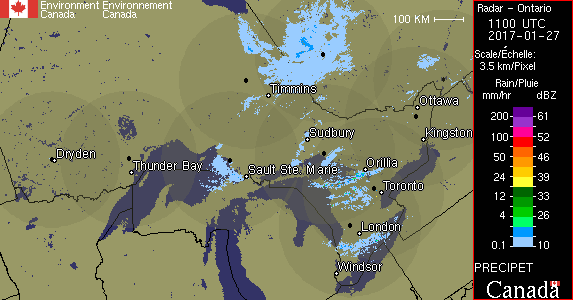 Environment Environnement
Canada Canada
100 KM
Timmins
Ottawa
Sudbury
Kingston
Dryden
Thunder Bay
Sault Ste. Marie
Orillia
Toronto
London
Windsor
Radar - Ontario
1100 UTC
2017-01-27
Scale/Échelle:
3.5 km/Pixel
Rain/Pluie
mm/hr dBZ
200 61
100 52
50 46
24 39
12 33
4 26
0.1 10
PRECIPET
Canada